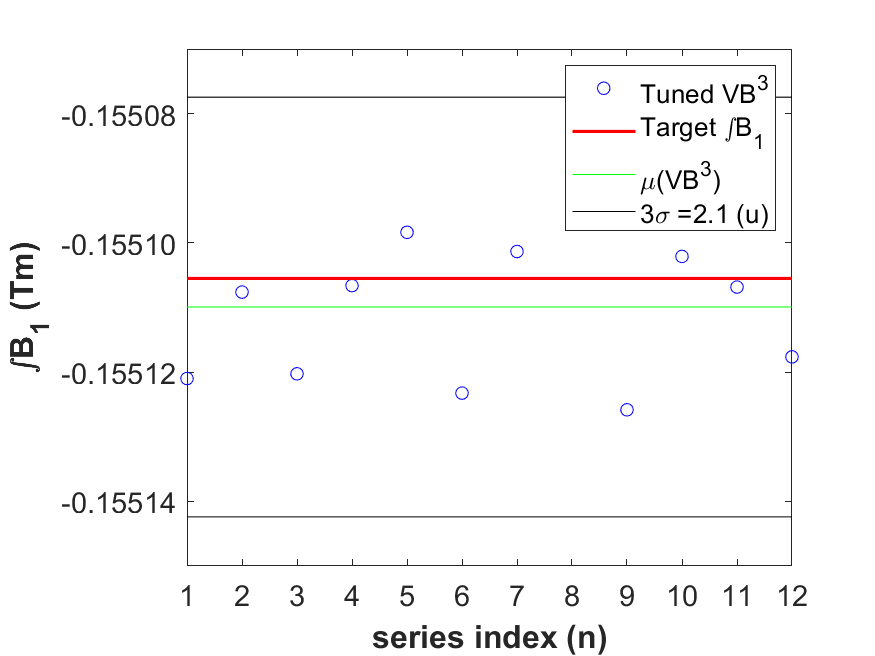 -0.15508
-0.15510
-0.15512
-0.15514
∫B₁ (Tm)
Tuned VB³
Target ∫B₁
μ(VB³)
3σ =2.1 (u)
1 2 3 4 5 6 7 8 9 10 11 12
series index (n)